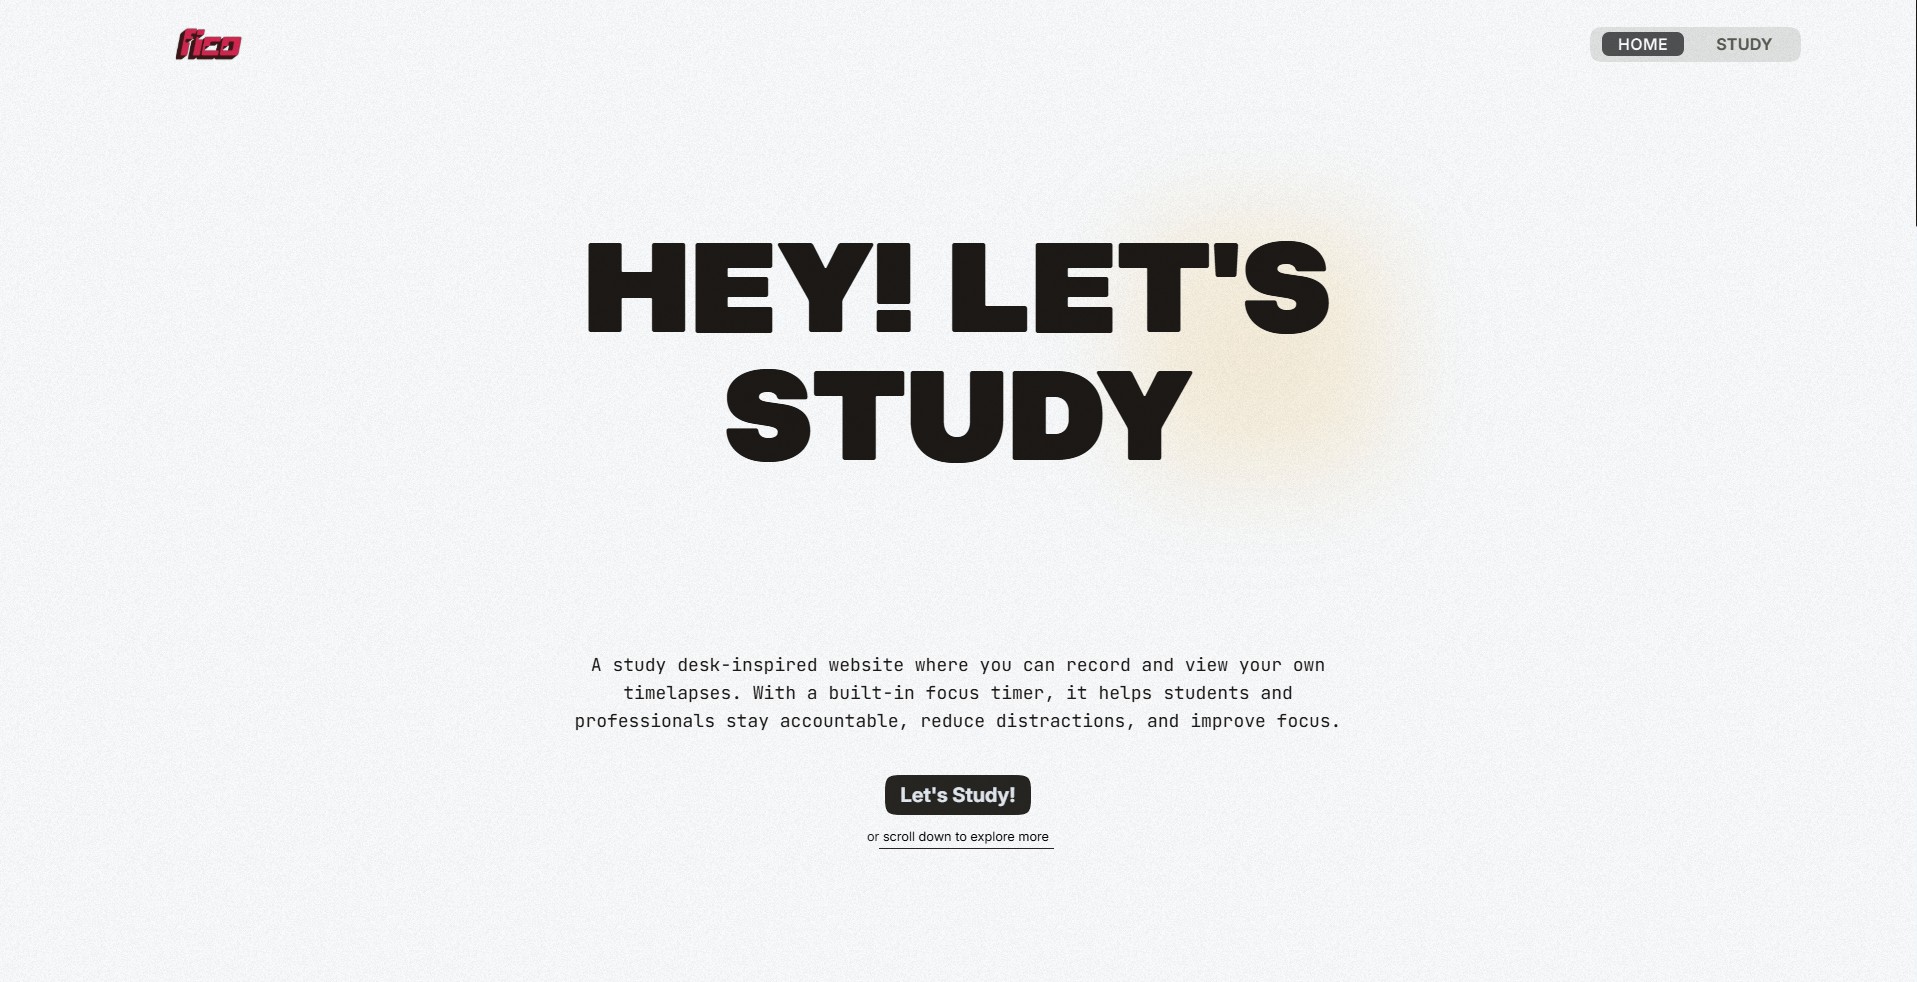 fico
HOME
STUDY
HEY! LET'S
STUDY
A study desk-inspired website where you can record and view your own
timelapses. With a built-in focus timer, it helps students and
professionals stay accountable, reduce distractions, and improve focus.
Let's Study!
or scroll down to explore more